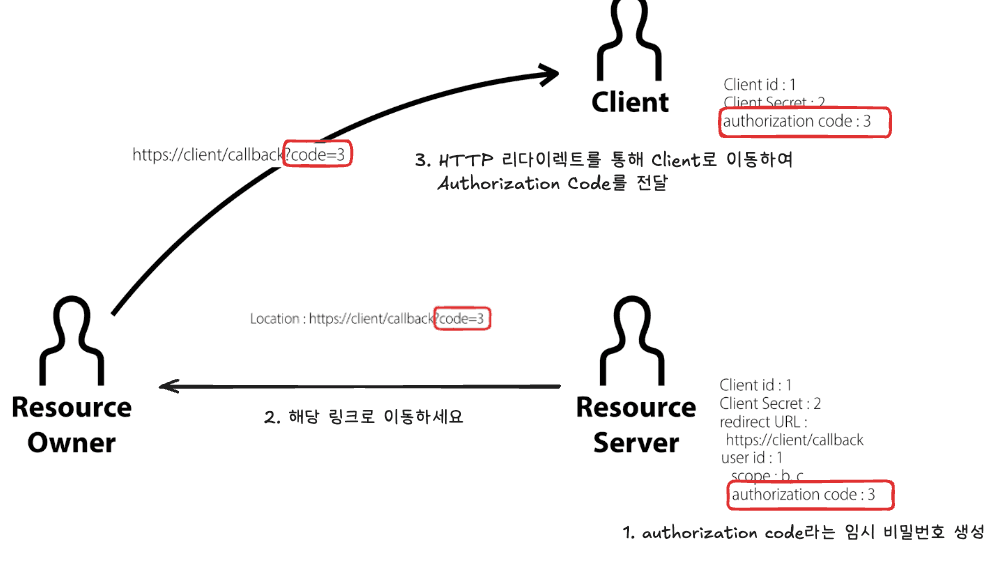 Client
Client id : 1
Client Secret : 2
authorization code : 3
https://client/callback?code=3
3. HTTP 리다이렉트를 통해 Client로 이동하여
Authorization Code를 전달
Location : https://client/callback?code=3
2. 해당 링크로 이동하세요
Resource
Owner
Resource
Server
Client id : 1
Client Secret : 2
redirect URL :
https://client/callback
user id : 1
scope : b, c
authorization code : 3
1. authorization code라는 임시 비밀번호 생성